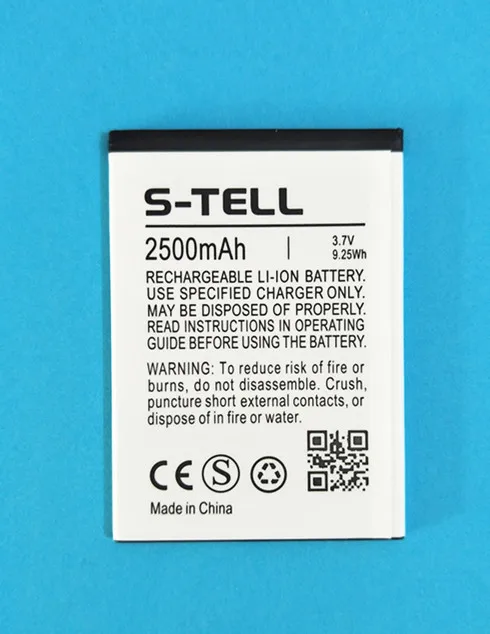 S-TELL
2500mAh | 3.7V
9.25Wh
RECHARGEABLE LI-ION BATTERY.
USE SPECIFIED CHARGER ONLY.
MAY BE DISPOSED OF PROPERLY.
READ INSTRUCTIONS IN OPERATING
GUIDE BEFORE USING THE BATTERY.
WARNING: To reduce risk of fire or
burns, do not disassemble. Crush,
puncture short external contacts, or
dispose of in fire or water.
CE S
Made in China